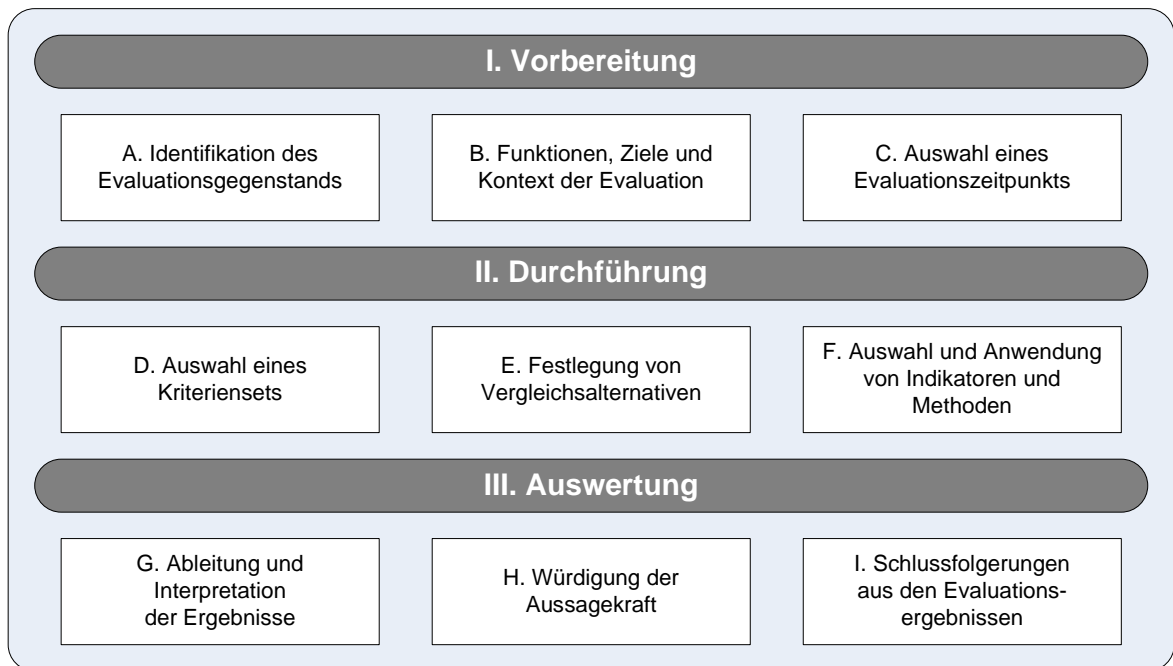 I. Vorbereitung
A. Identifikation des
Evaluationsgegenstands
B. Funktionen, Ziele und
Kontext der Evaluation
C. Auswahl eines
Evaluationszeitpunkts
II. Durchführung
D. Auswahl eines
Kriteriensets
E. Festlegung von
Vergleichsalternativen
F. Auswahl und Anwendung
von Indikatoren und
Methoden
III. Auswertung
G. Ableitung und
Interpretation
der Ergebnisse
H. Würdigung der
Aussagekraft
I. Schlussfolgerungen
aus den Evaluations-
ergebnissen